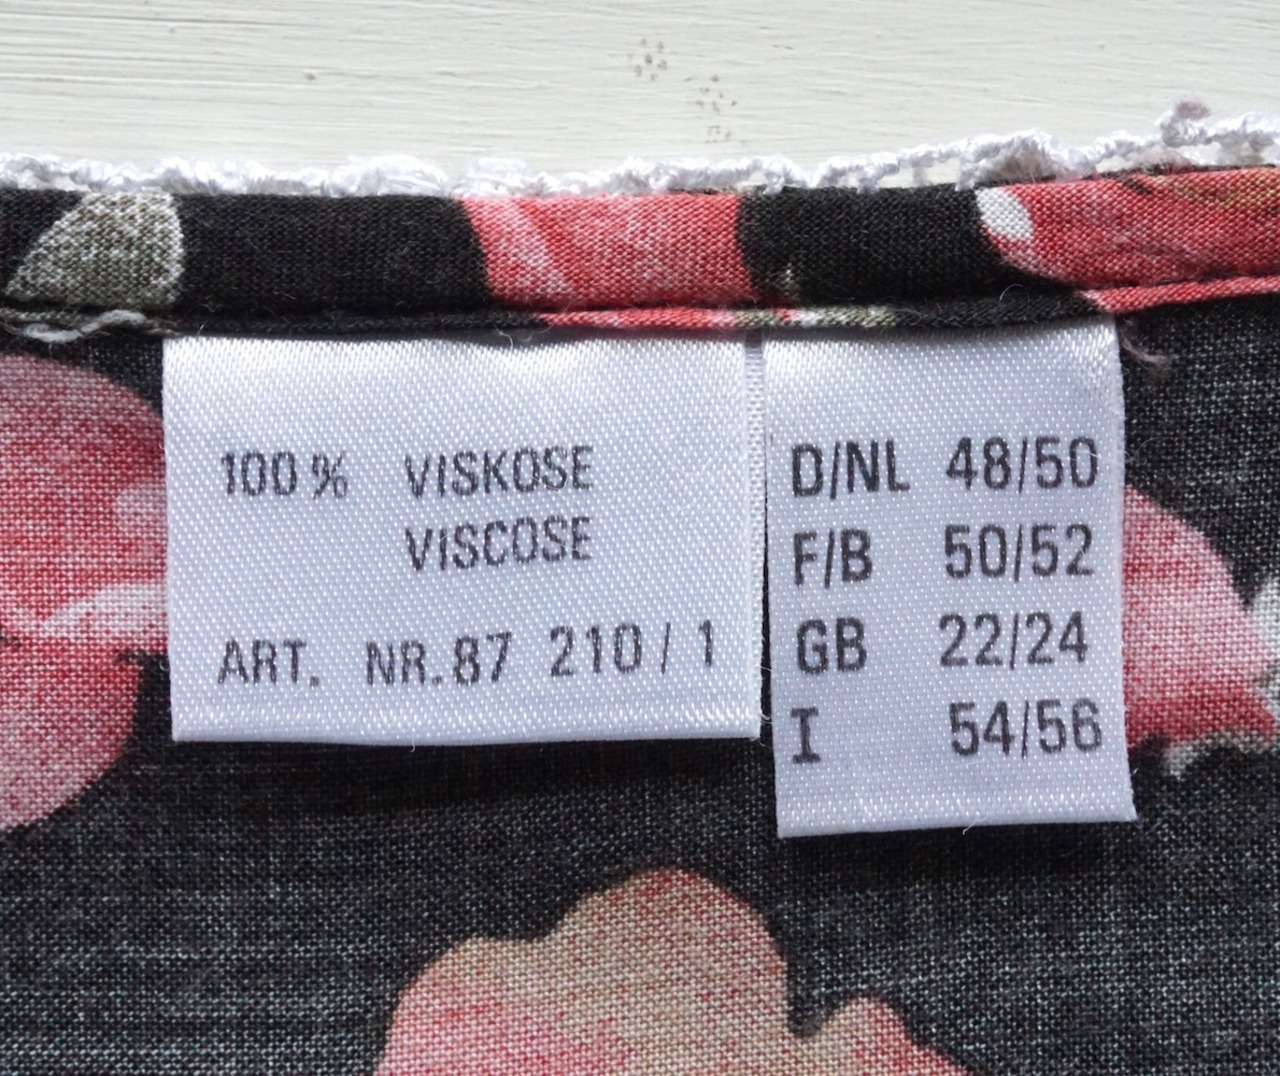 100% VISKOSE
VISCOSE
ART. NR. 87 210/1
D/NL 48/50
F/B 50/52
GB 22/24
I 54/56